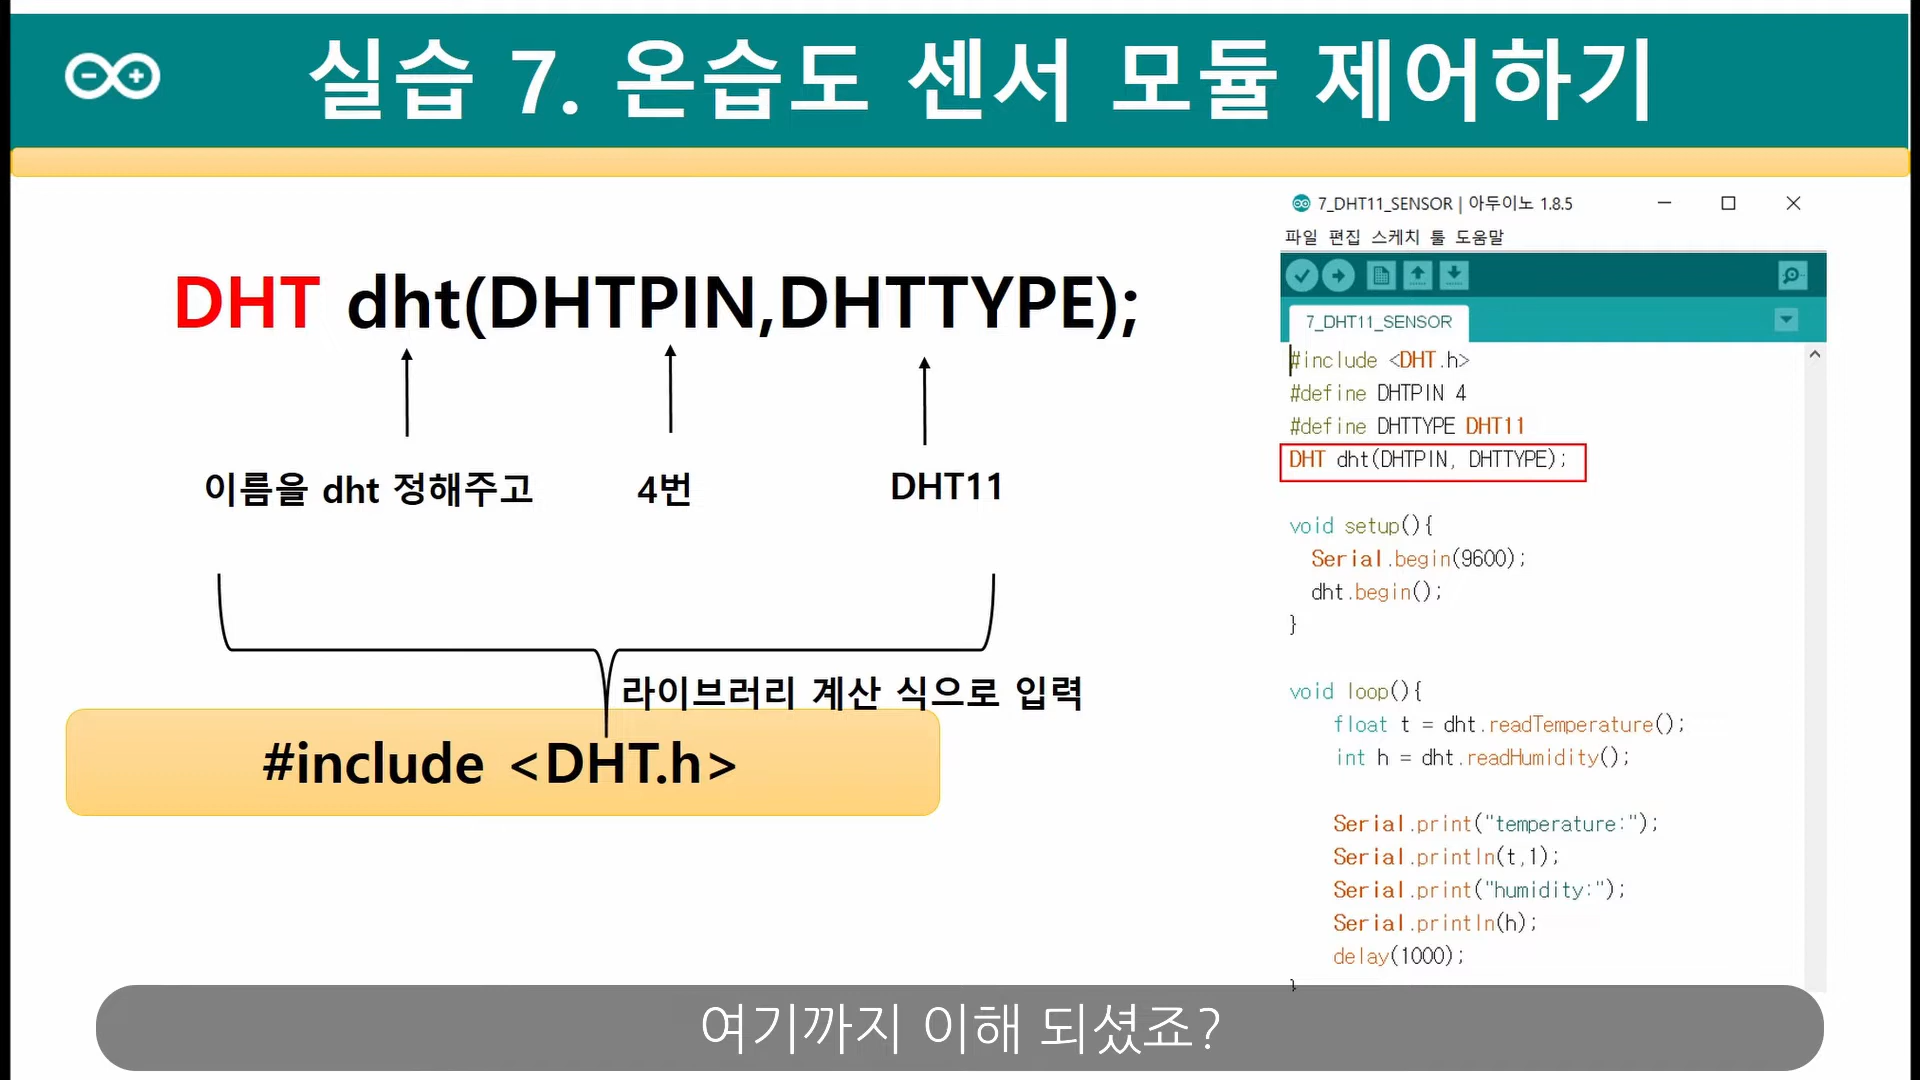 실습 7. 온습도 센서 모듈 제어하기
DHT dht(DHTPIN,DHTTYPE);
이름을 dht 정해주고
4번
DHT11
라이브러리 계산 식으로 입력
#include <DHT.h>
7_DHT11_SENSOR | 아두이노 1.8.5
파일 편집 스케치 툴 도움말
7_DHT11_SENSOR
#include <DHT.h>
#define DHTPIN 4
#define DHTTYPE DHT11
DHT dht(DHTPIN, DHTTYPE);
void setup(){
Serial.begin(9600);
dht.begin();
}
void loop(){
float t = dht.readTemperature();
int h = dht.readHumidity();
Serial.print("temperature:");
Serial.println(t,1);
Serial.print("humidity:");
Serial.println(h);
delay(1000);
}
여기까지 이해 되셨죠?